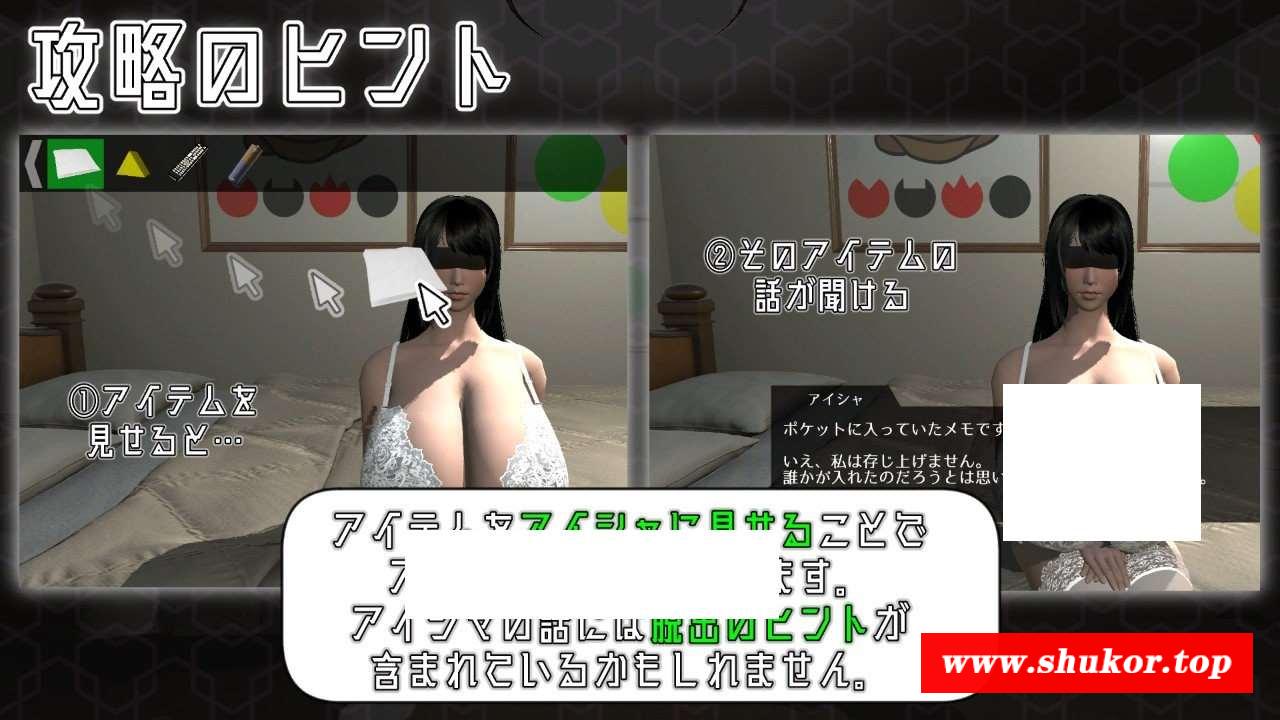 攻略のヒント
①アイテムを
見せると…
②そのアイテムの
話が聞ける
アイシャ
ポケットに入っていたメモです
いえ、私は存じ上げません。
誰かが入れたのだろうとは思い
アイテムをアイシャに見せることで
ます。
アイシャの話には脱出のヒントが
含まれているかもしれません。
www.shukor.top